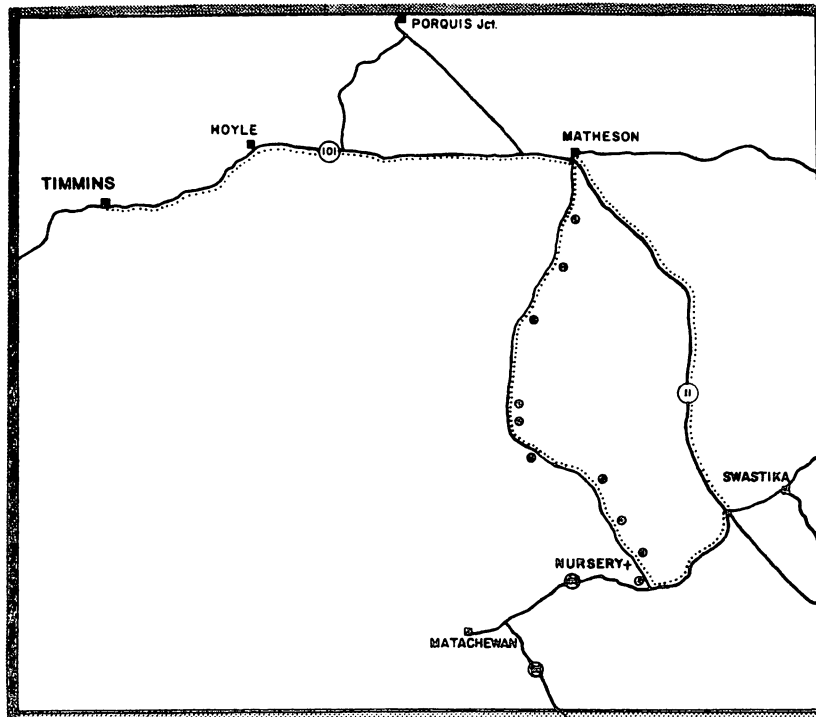 PORQUIS Jct.
HOYLE
101
MATHESON
TIMMINS
11
SWASTIKA
NURSERY+
MATACHEWAN